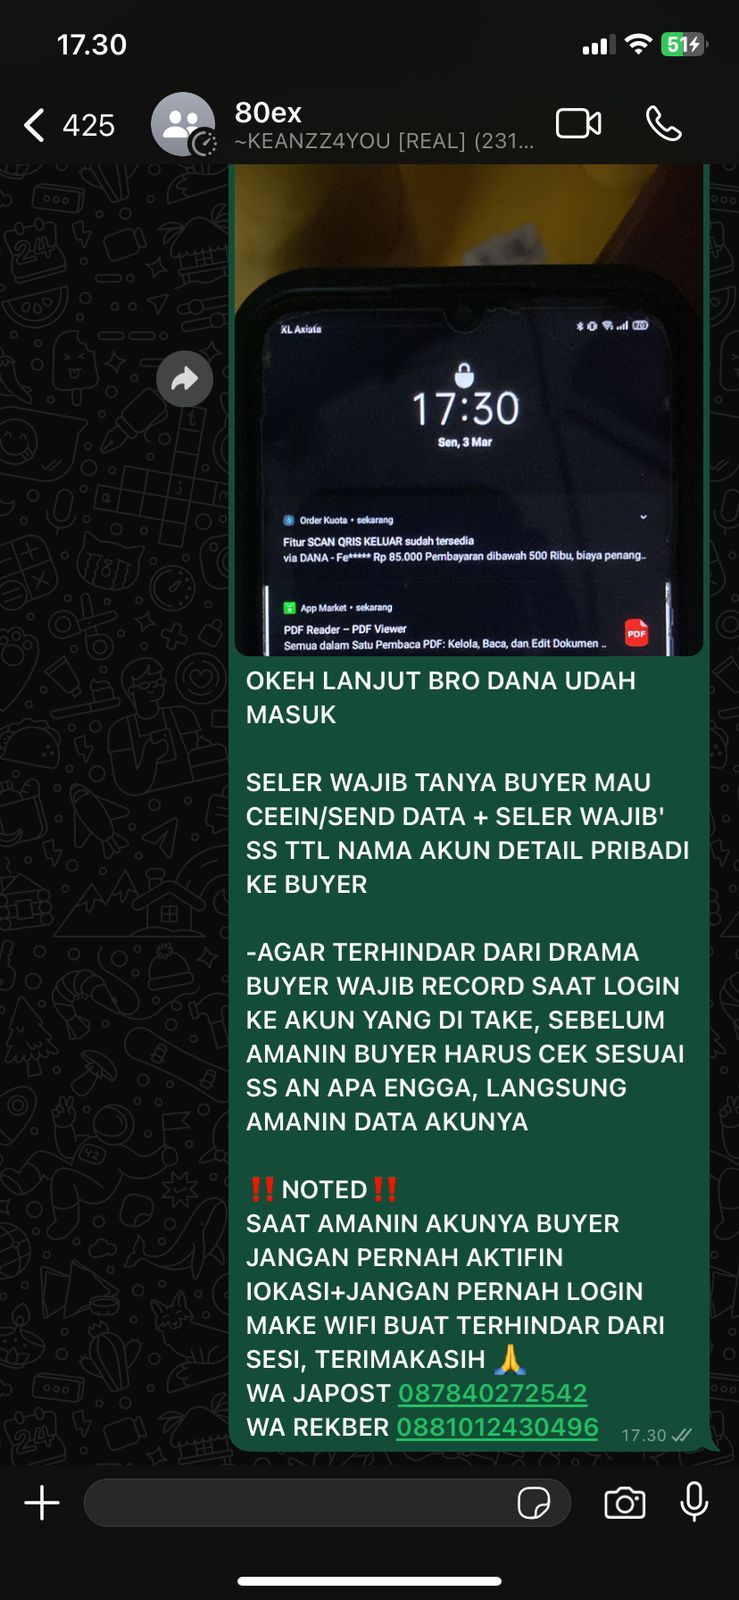 17.30
51
425
80ex
~KEANZZ4YOU [REAL] (231...
XL Axiata
20
17:30
Sen, 3 Mar
Order Kuota • sekarang
Fitur SCAN QRIS KELUAR sudah tersedia
via DANA - Fe***** Rp 85.000 Pembayaran dibawah 500 Ribu, biaya penang..
App Market • sekarang
PDF Reader – PDF Viewer
PDF
Semua dalam Satu Pembaca PDF: Kelola, Baca, dan Edit Dokumen ..
OKEH LANJUT BRO DANA UDAH
MASUK
SELER WAJIB TANYA BUYER MAU
CEEIN/SEND DATA + SELER WAJIB'
SS TTL NAMA AKUN DETAIL PRIBADI
KE BUYER
-AGAR TERHINDAR DARI DRAMA
BUYER WAJIB RECORD SAAT LOGIN
KE AKUN YANG DI TAKE, SEBELUM
AMANIN BUYER HARUS CEK SESUAI
SS AN APA ENGGA, LANGSUNG
AMANIN DATA AKUNYA
‼️NOTED‼️
SAAT AMANIN AKUNYA BUYER
JANGAN PERNAH AKTIFIN
lOKASI+JANGAN PERNAH LOGIN
MAKE WIFI BUAT TERHINDAR DARI
SESI, TERIMAKASIH 🙏
WA JAPOST 087840272542
WA REKBER 0881012430496
17.30